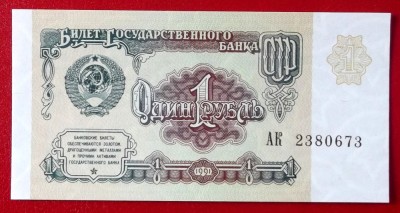 Билет Государственного Банка СССР
1
Один 1 Рубль
АК 2380673
БАНКОВСКИЕ БИЛЕТЫ
ОБЕСПЕЧИВАЮТСЯ ЗОЛОТОМ,
ДРАГОЦЕННЫМИ МЕТАЛЛАМИ
И ПРОЧИМИ АКТИВАМИ
ГОСУДАРСТВЕННОГО БАНКА
1 1991 1